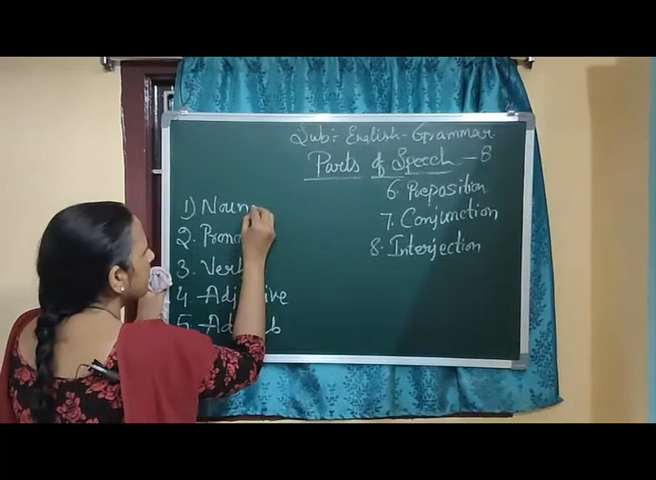 Sub:- English - Grammar
Parts of Speech - 8
1) Noun
2. Prono
3. Verb
4. Adjective
5. Adverb
6. Preposition
7. Conjunction
8. Interjection